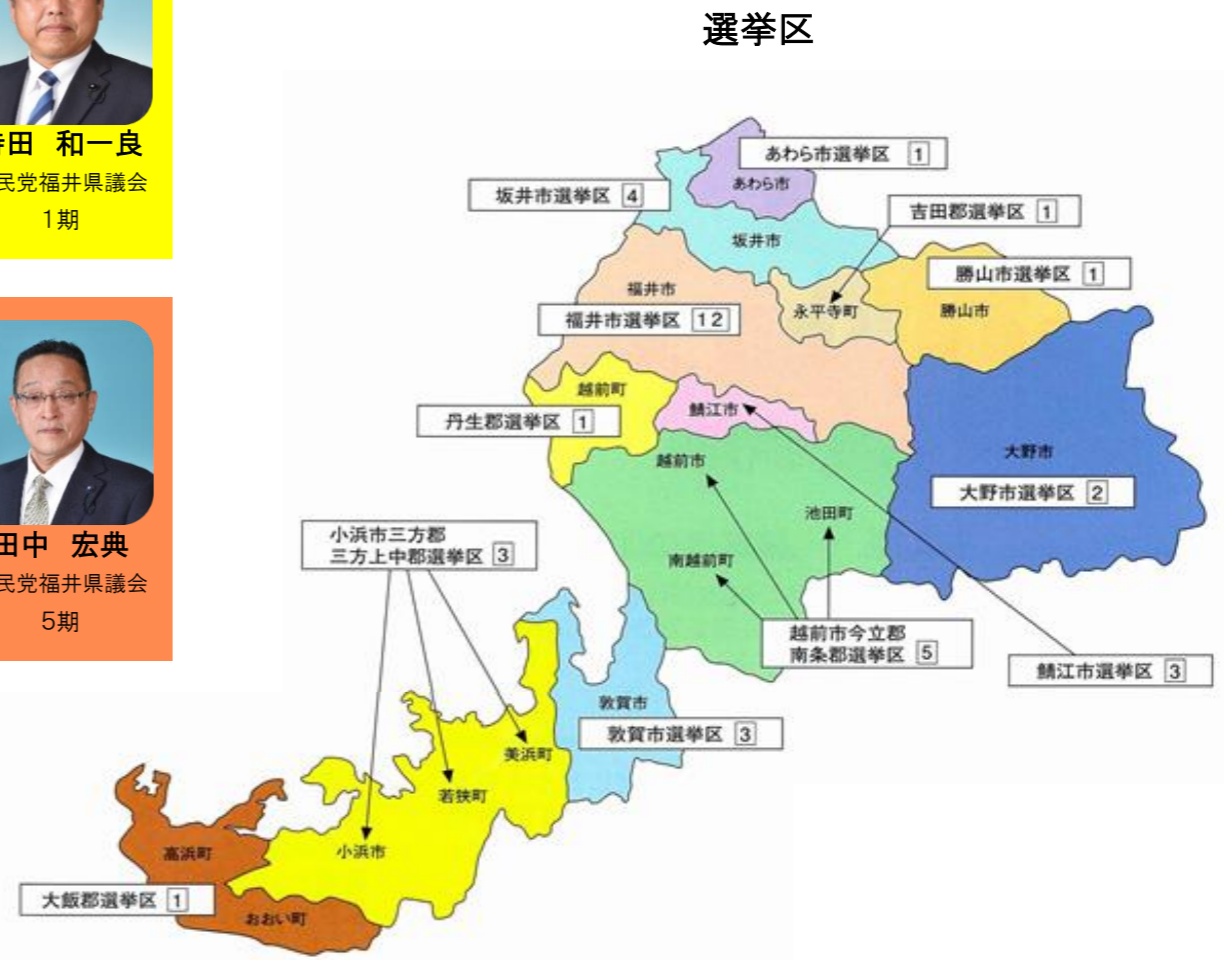 選挙区
田 和一良
民党福井県議会
1期
田中 宏典
民党福井県議会
5期
あわら市選挙区 1
あわら市
坂井市選挙区 4
坂井市
吉田郡選挙区 1
勝山市選挙区 1
福井市
福井市選挙区 12
永平寺町
勝山市
越前町
丹生郡選挙区 1
鯖江市
越前市
大野市
大野市選挙区 2
池田町
小浜市三方郡
三方上中郡選挙区 3
南越前町
越前市今立郡
南条郡選挙区 5
鯖江市選挙区 3
敦賀市
敦賀市選挙区 3
美浜町
若狭町
小浜市
高浜町
大飯郡選挙区 1
おおい町